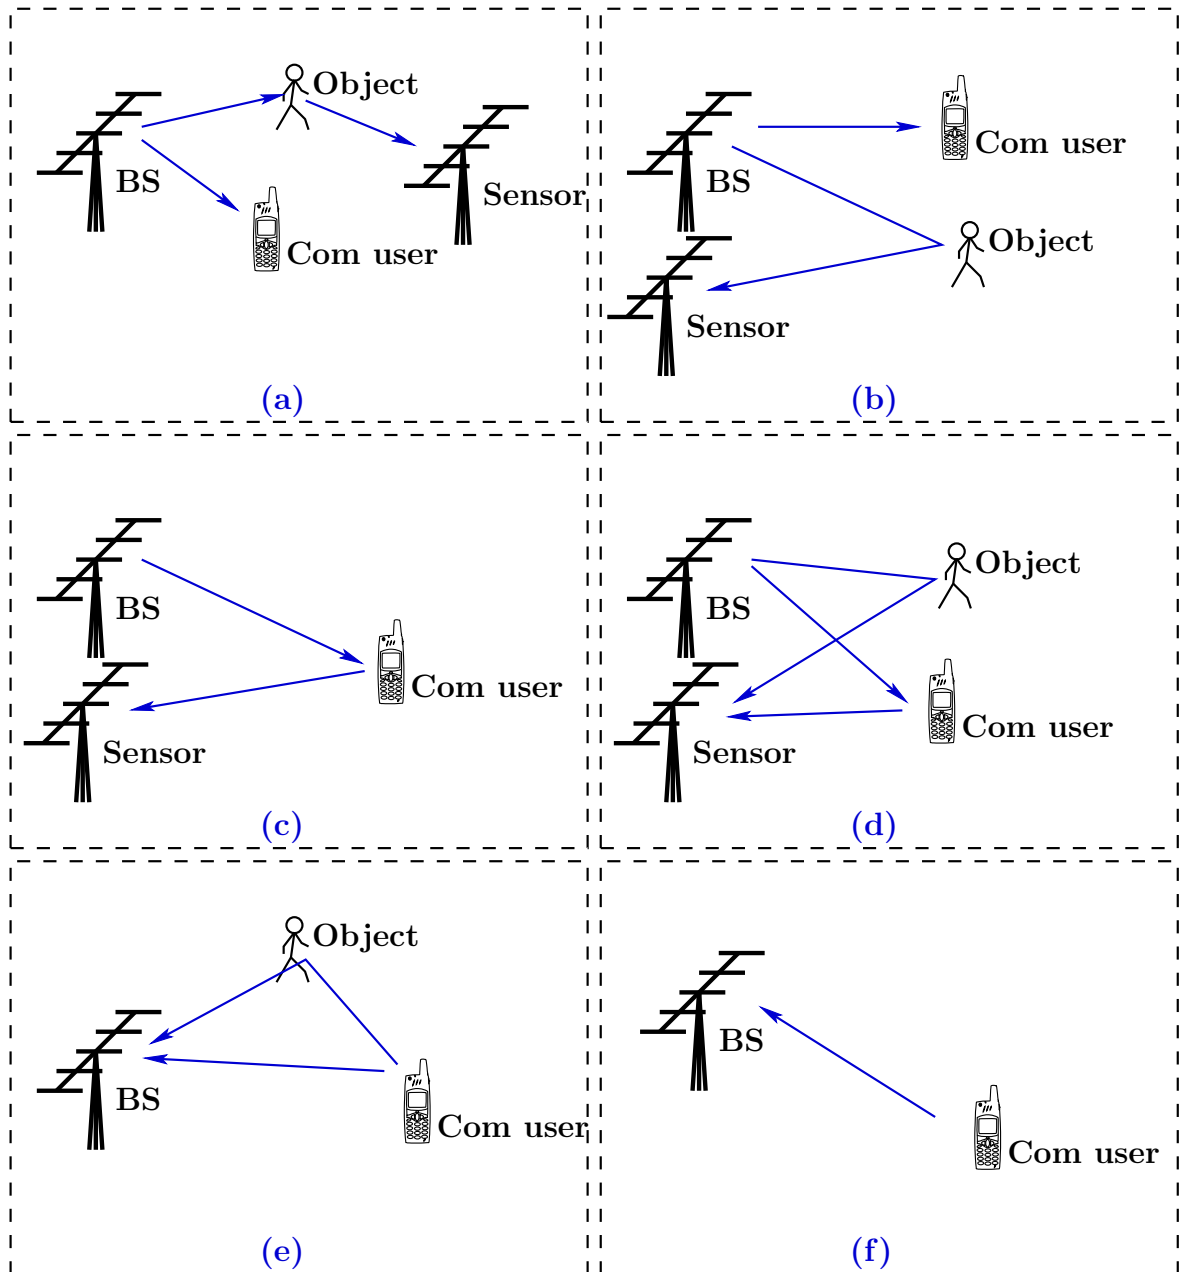 Object
BS
Sensor
Com user
(a)
Com user
BS
Object
Sensor
(b)
BS
Com user
Sensor
(c)
Object
BS
Com user
Sensor
(d)
Object
BS
Com user
(e)
BS
Com user
(f)